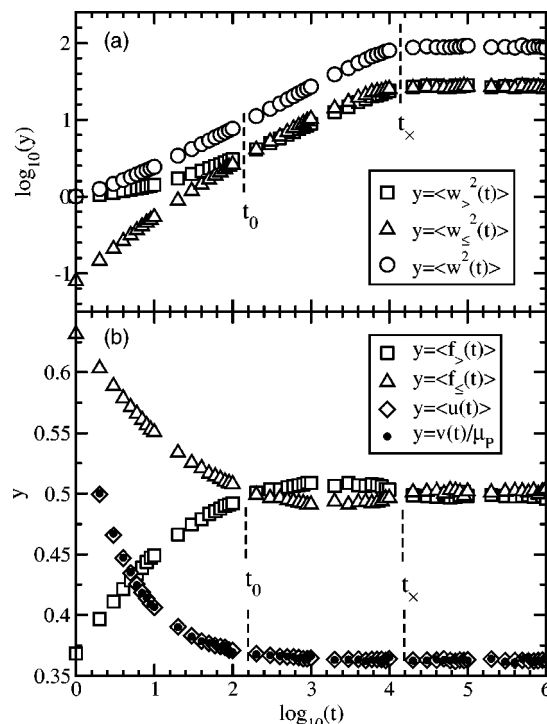 (a)
2
1
0
-1
log₁₀(y)
t₀
t×
y=<w>²(t)>
y=<w≤²(t)>
y=<w²(t)>
(b)
0.6
0.55
0.5
0.45
0.4
0.35
y
t₀
t×
y=<f>(t)>
y=<f≤(t)>
y=<u(t)>
y=v(t)/μP
0 1 2 3 4 5 6
log₁₀(t)